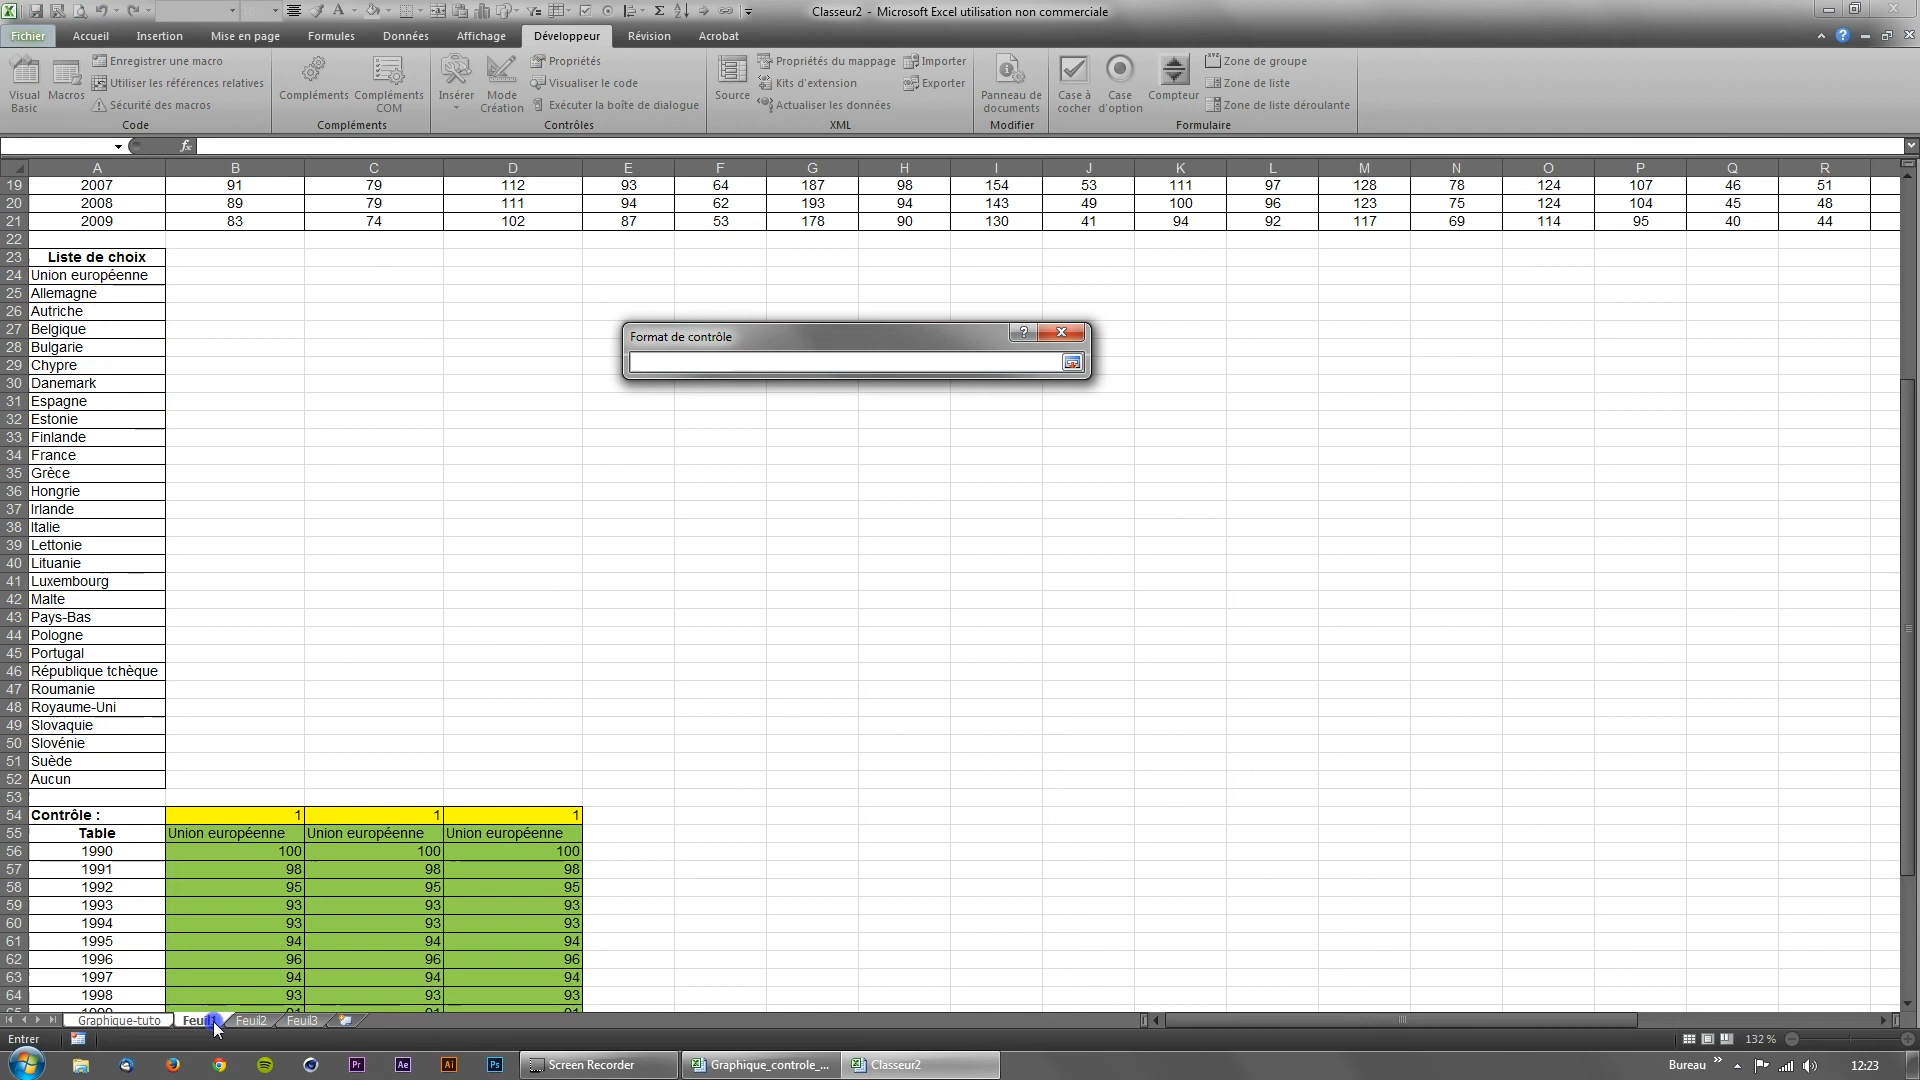 Classeur2 - Microsoft Excel utilisation non commerciale
Fichier Accueil Insertion Mise en page Formules Données Affichage Développeur Révision Acrobat
Visual Basic
Macros
Enregistrer une macro
Utiliser les références relatives
Sécurité des macros
Code
Compléments
Compléments COM
Compléments
Insérer
Mode Création
Propriétés
Visualiser le code
Exécuter la boîte de dialogue
Contrôles
Source
Propriétés du mappage
Kits d'extension
Actualiser les données
Importer
Exporter
XML
Panneau de documents
Modifier
Case à cocher
Case d'option
Compteur
Zone de groupe
Zone de liste
Zone de liste déroulante
Formulaire
fx
A B C D E F G H I J K L M N O P Q R
19 2007 91 79 112 93 64 187 98 154 53 111 97 128 78 124 107 46 51
20 2008 89 79 111 94 62 193 94 143 49 100 96 123 75 124 104 45 48
21 2009 83 74 102 87 53 178 90 130 41 94 92 117 69 114 95 40 44
22
23 Liste de choix
24 Union européenne
25 Allemagne
26 Autriche
27 Belgique
28 Bulgarie
29 Chypre
30 Danemark
31 Espagne
32 Estonie
33 Finlande
34 France
35 Grèce
36 Hongrie
37 Irlande
38 Italie
39 Lettonie
40 Lituanie
41 Luxembourg
42 Malte
43 Pays-Bas
44 Pologne
45 Portugal
46 République tchèque
47 Roumanie
48 Royaume-Uni
49 Slovaquie
50 Slovénie
51 Suède
52 Aucun
53
54 Contrôle : 1 1 1
55 Table Union européenne Union européenne Union européenne
56 1990 100 100 100
57 1991 98 98 98
58 1992 95 95 95
59 1993 93 93 93
60 1994 93 93 93
61 1995 94 94 94
62 1996 96 96 96
63 1997 94 94 94
64 1998 93 93 93
Format de contrôle
Graphique-tuto Feuil1 Feuil2 Feuil3
Entrer
132 %
Screen Recorder
Graphique_controle_...
Classeur2
Bureau
12:23